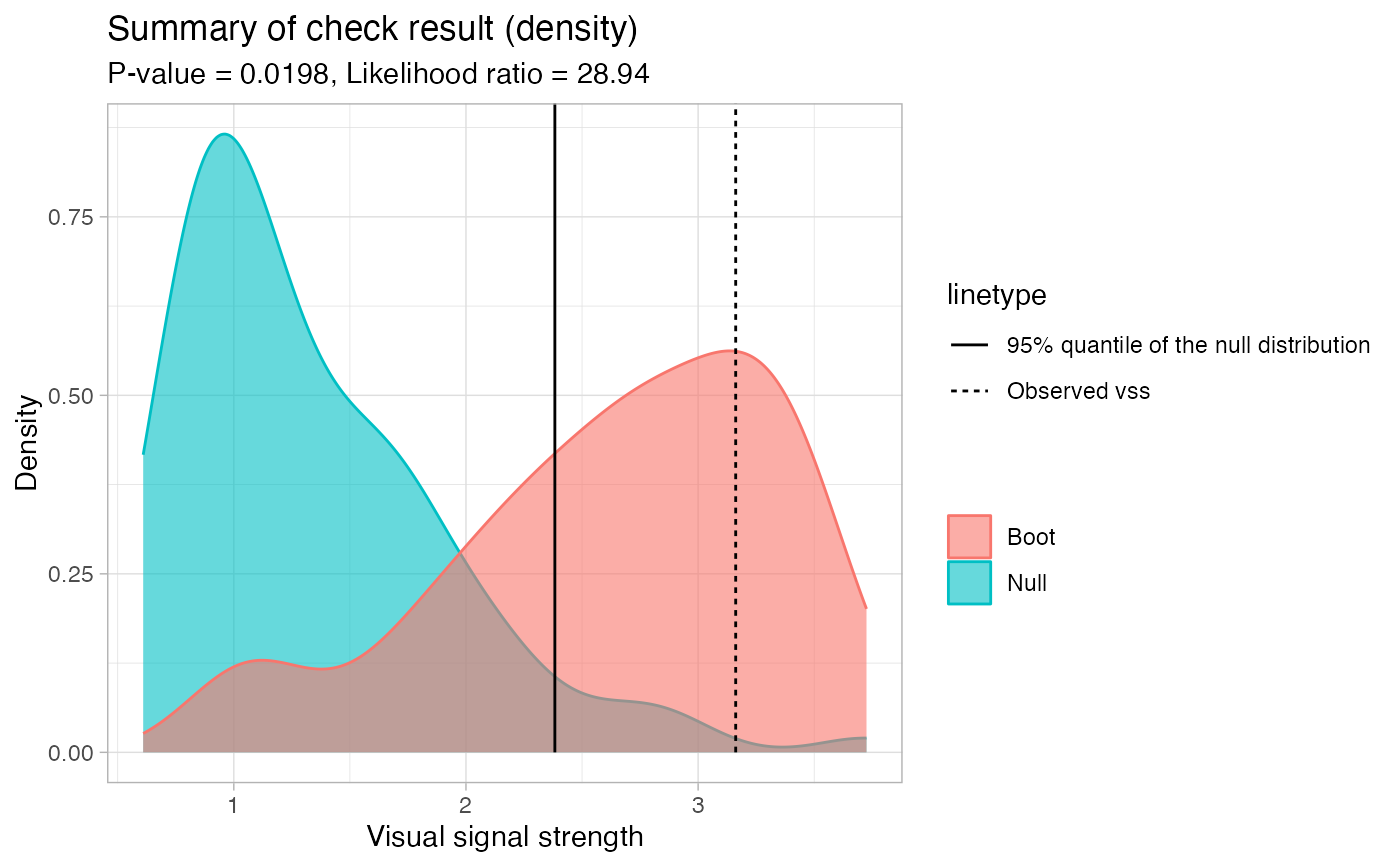 Summary of check result (density)
P-value = 0.0198, Likelihood ratio = 28.94
Density
0.75
0.50
0.25
0.00
1
2
3
Visual signal strength
linetype
95% quantile of the null distribution
Observed vss
Boot
Null